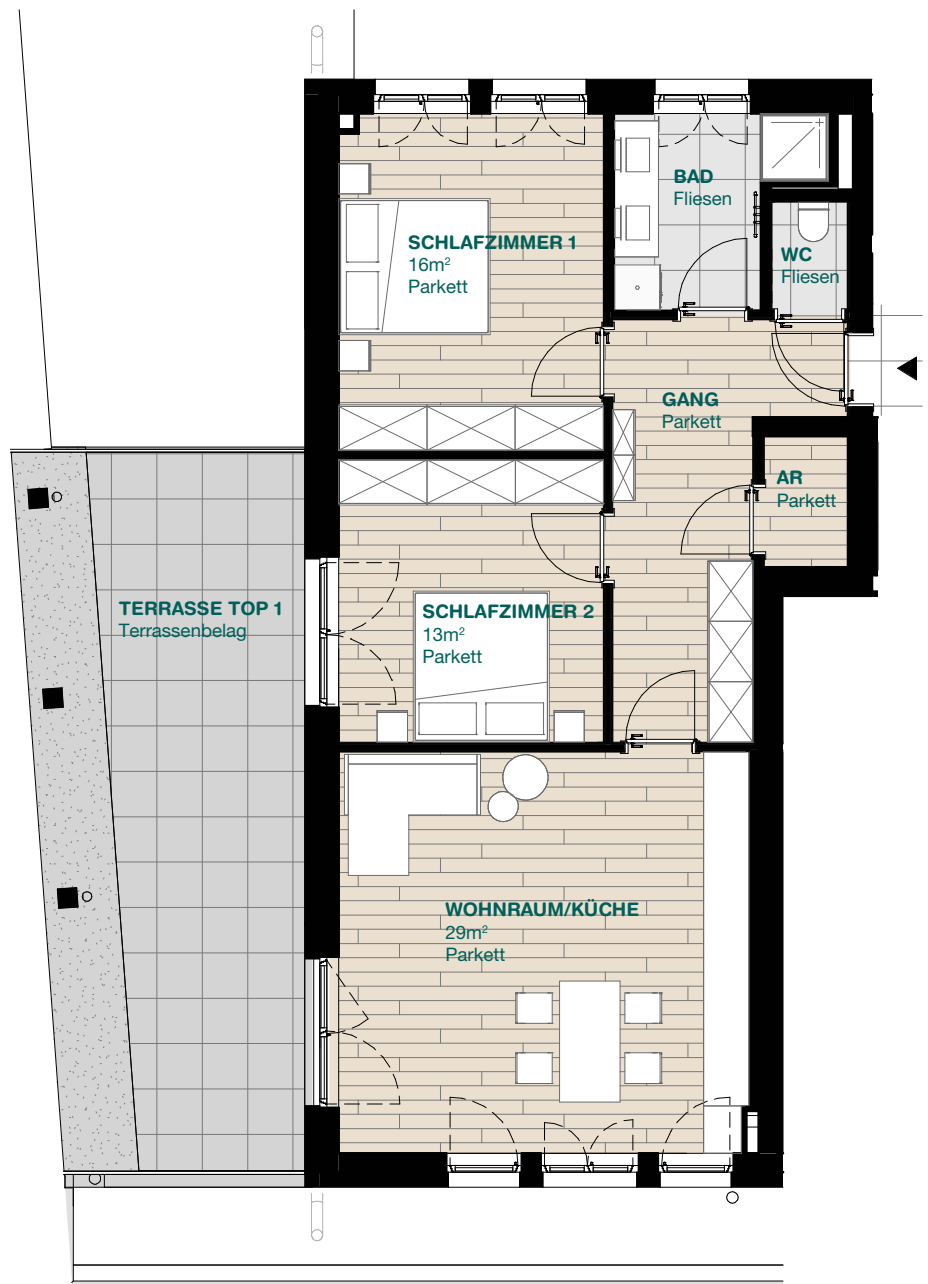 BAD
Fliesen
SCHLAFZIMMER 1
16m²
Parkett
WC
Fliesen
GANG
Parkett
AR
Parkett
TERRASSE TOP 1
Terrassenbelag
SCHLAFZIMMER 2
13m²
Parkett
WOHNRAUM/KÜCHE
29m²
Parkett